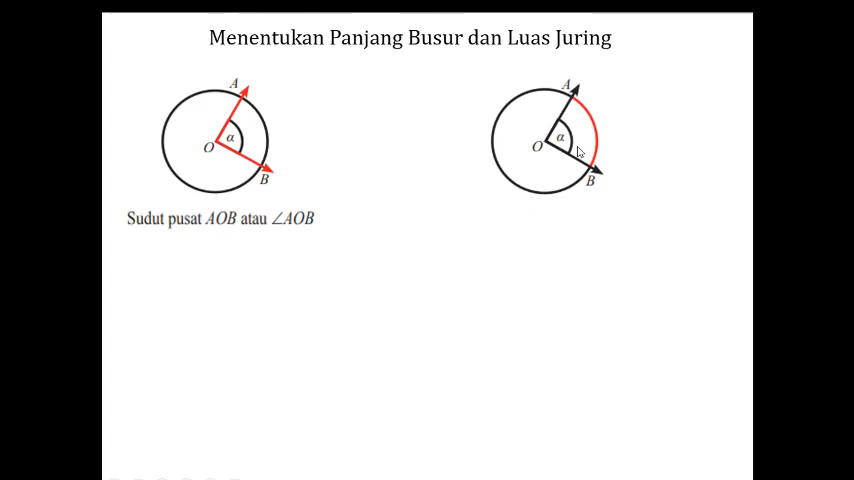 Menentukan Panjang Busur dan Luas Juring
A
α
O
B
A
α
O
B
Sudut pusat AOB atau ∠AOB